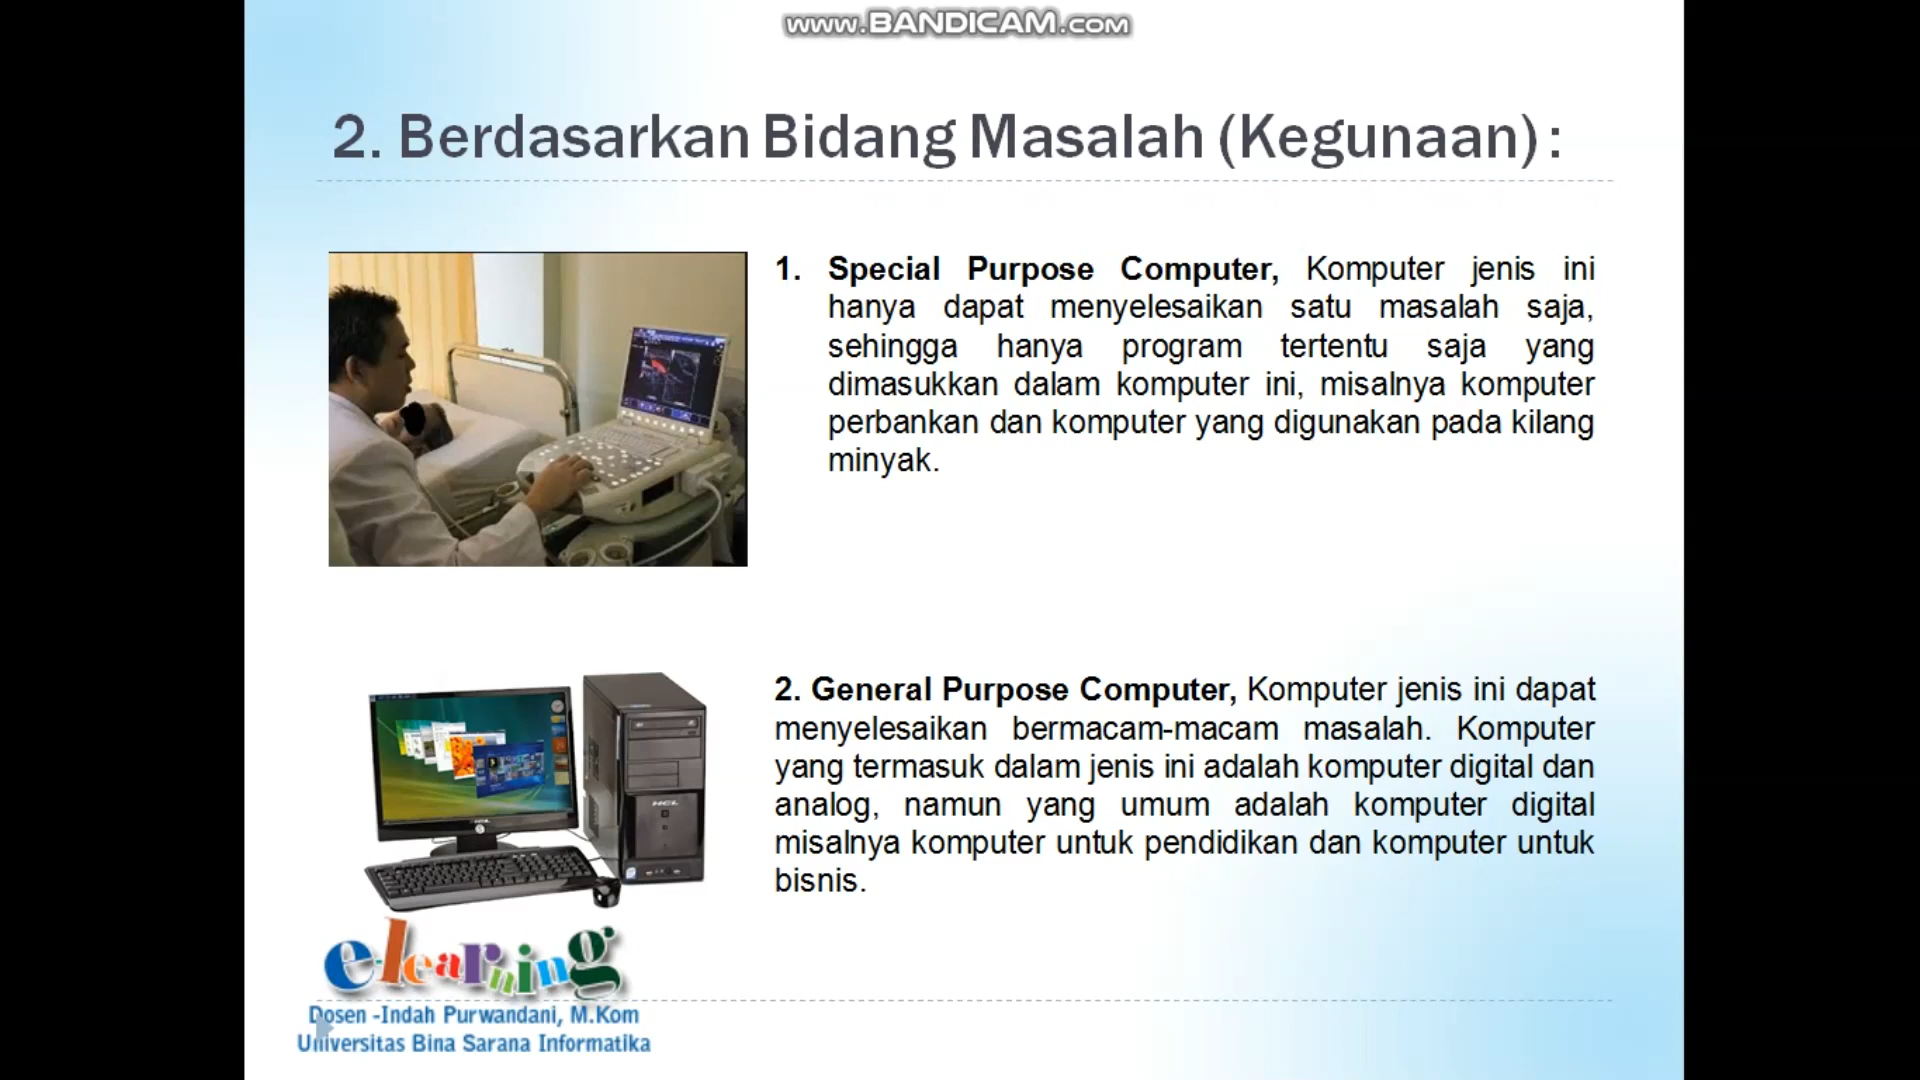 www.BANDICAM.com
2. Berdasarkan Bidang Masalah (Kegunaan) :
1. Special Purpose Computer, Komputer jenis ini
hanya dapat menyelesaikan satu masalah saja,
sehingga hanya program tertentu saja yang
dimasukkan dalam komputer ini, misalnya komputer
perbankan dan komputer yang digunakan pada kilang
minyak.
2. General Purpose Computer, Komputer jenis ini dapat
menyelesaikan bermacam-macam masalah. Komputer
yang termasuk dalam jenis ini adalah komputer digital dan
analog, namun yang umum adalah komputer digital
misalnya komputer untuk pendidikan dan komputer untuk
bisnis.
HCL
e-learning
Dosen -Indah Purwandani, M.Kom
Universitas Bina Sarana Informatika